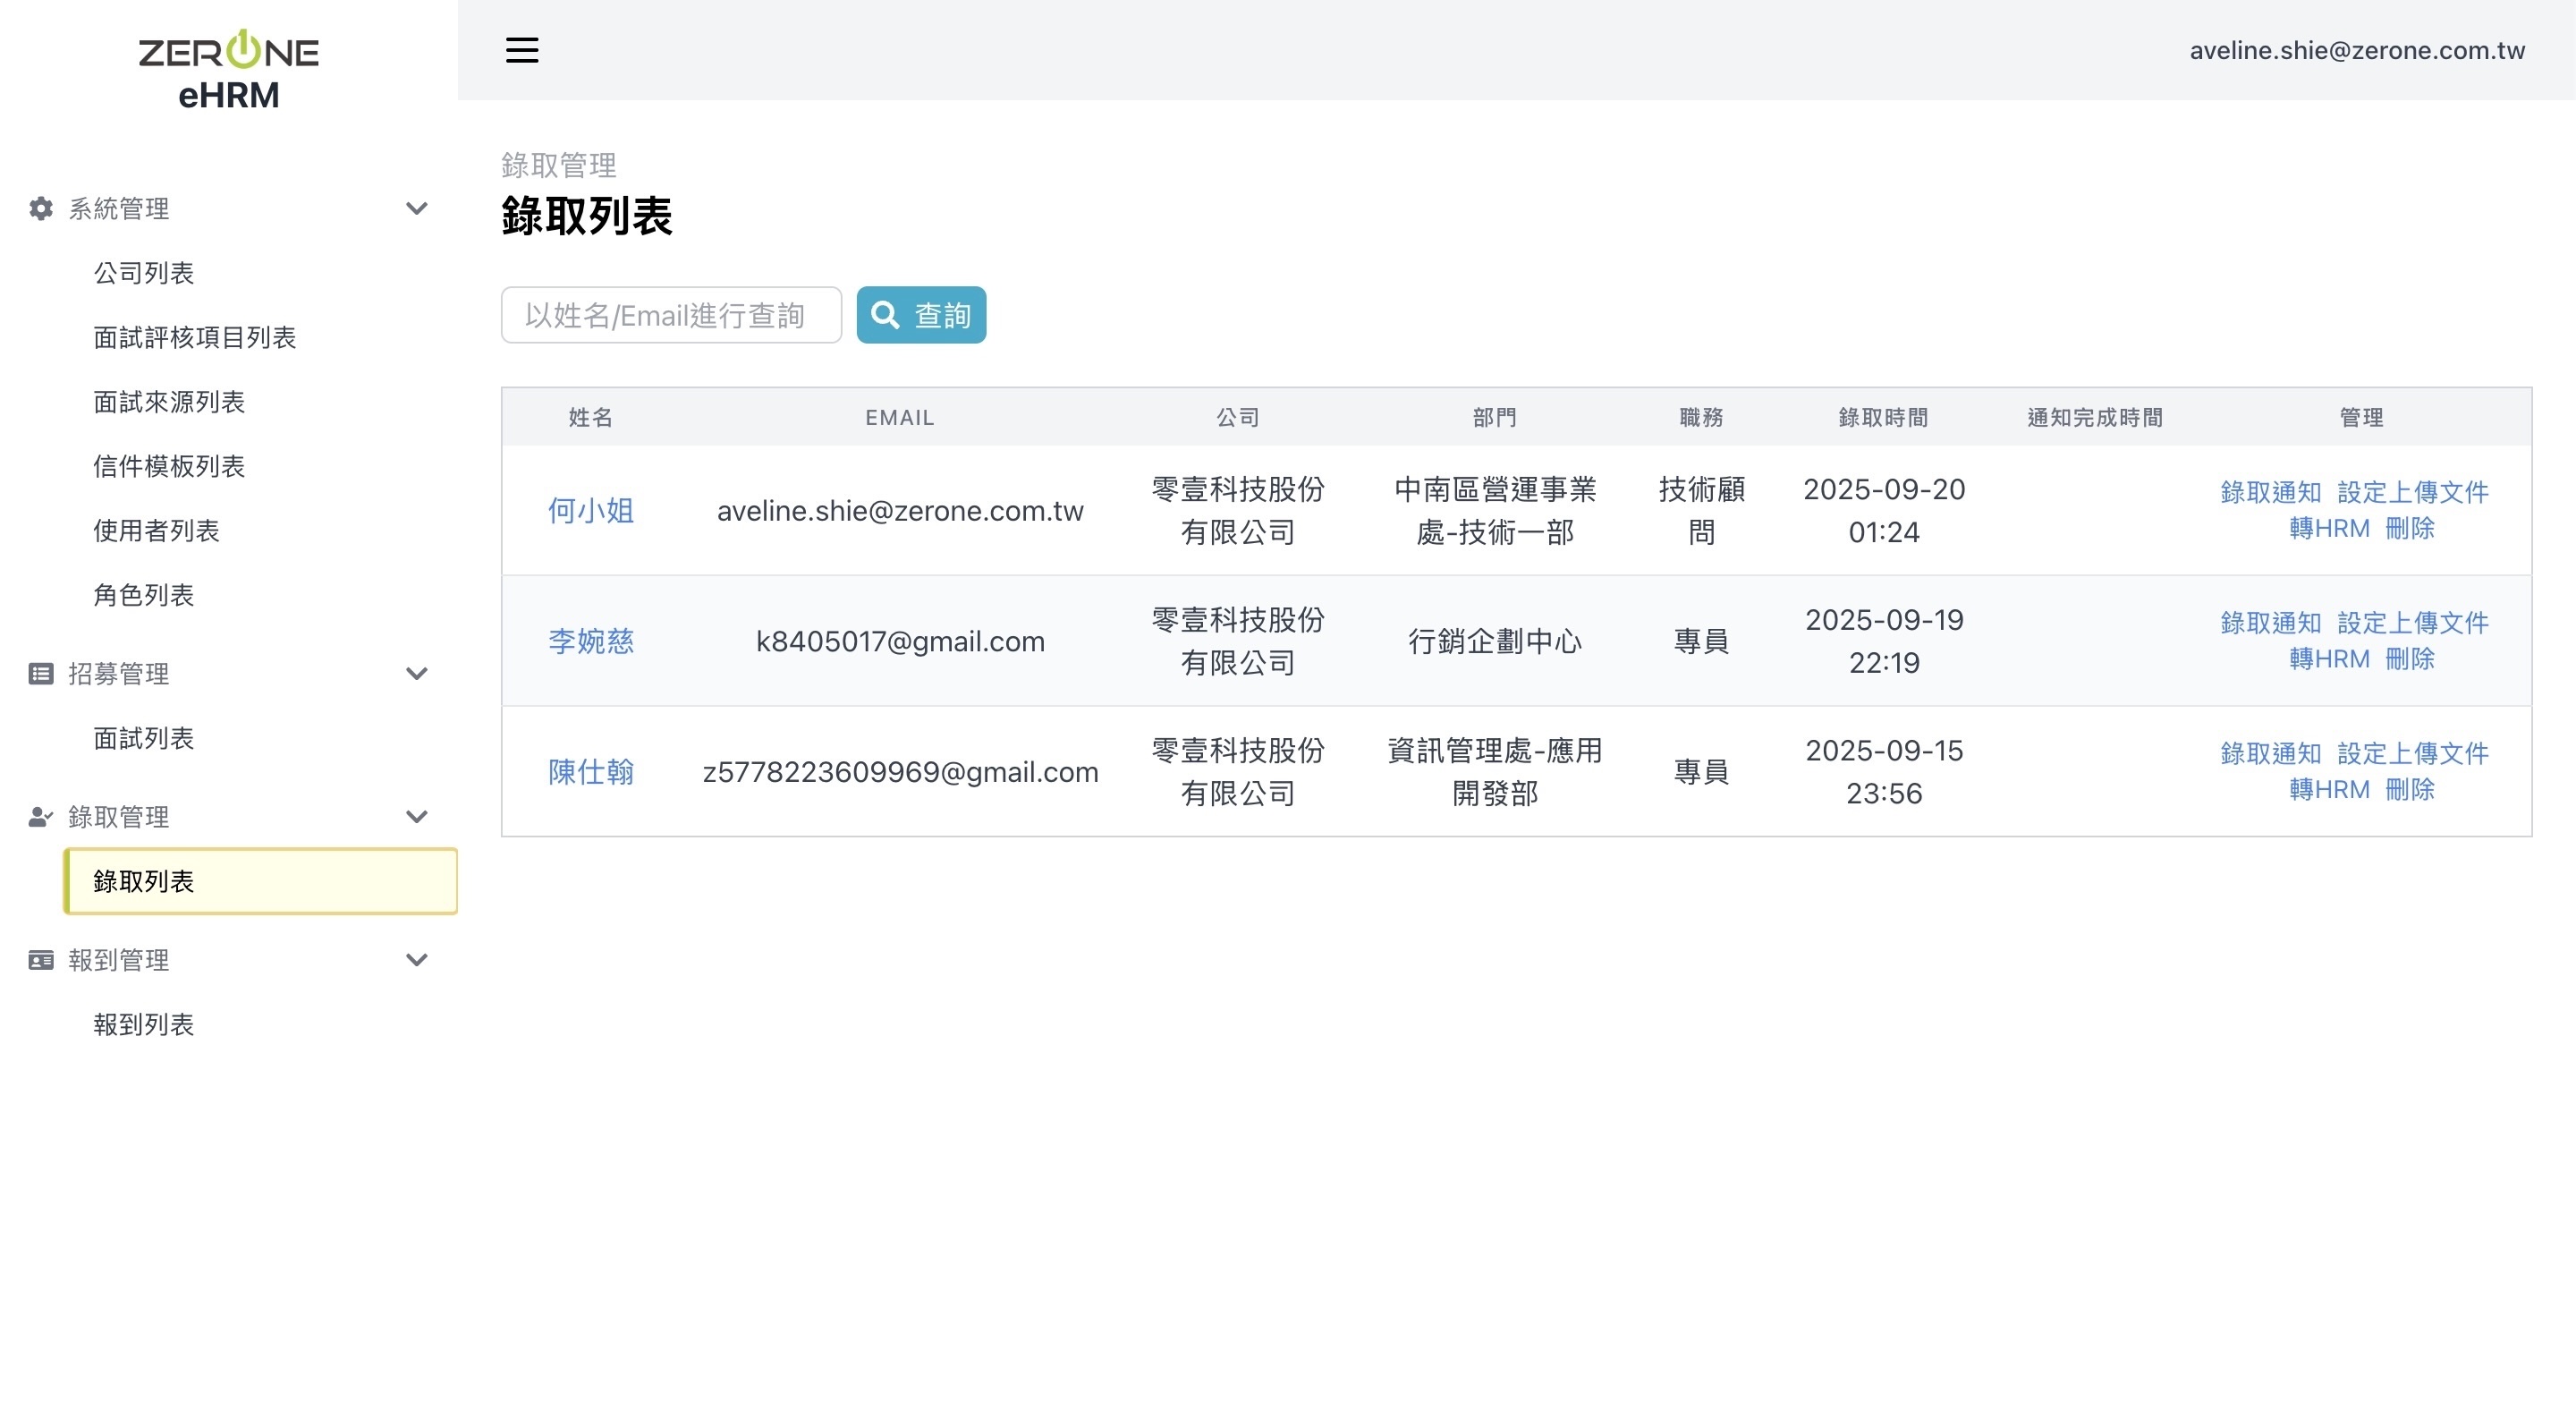 ZERONE
eHRM
aveline.shie@zerone.com.tw
系統管理
公司列表
面試評核項目列表
面試來源列表
信件模板列表
使用者列表
角色列表
招募管理
面試列表
錄取管理
錄取列表
報到管理
報到列表
錄取管理
錄取列表
以姓名/Email進行查詢 查詢
姓名 EMAIL 公司 部門 職務 錄取時間 通知完成時間 管理
何小姐 aveline.shie@zerone.com.tw 零壹科技股份 中南區營運事業 技術顧 2025-09-20 錄取通知 設定上傳文件
有限公司 處-技術一部 問 01:24 轉HRM 刪除
李婉慈 k8405017@gmail.com 零壹科技股份 行銷企劃中心 專員 2025-09-19 錄取通知 設定上傳文件
有限公司 22:19 轉HRM 刪除
陳仕翰 z5778223609969@gmail.com 零壹科技股份 資訊管理處-應用 專員 2025-09-15 錄取通知 設定上傳文件
有限公司 開發部 23:56 轉HRM 刪除